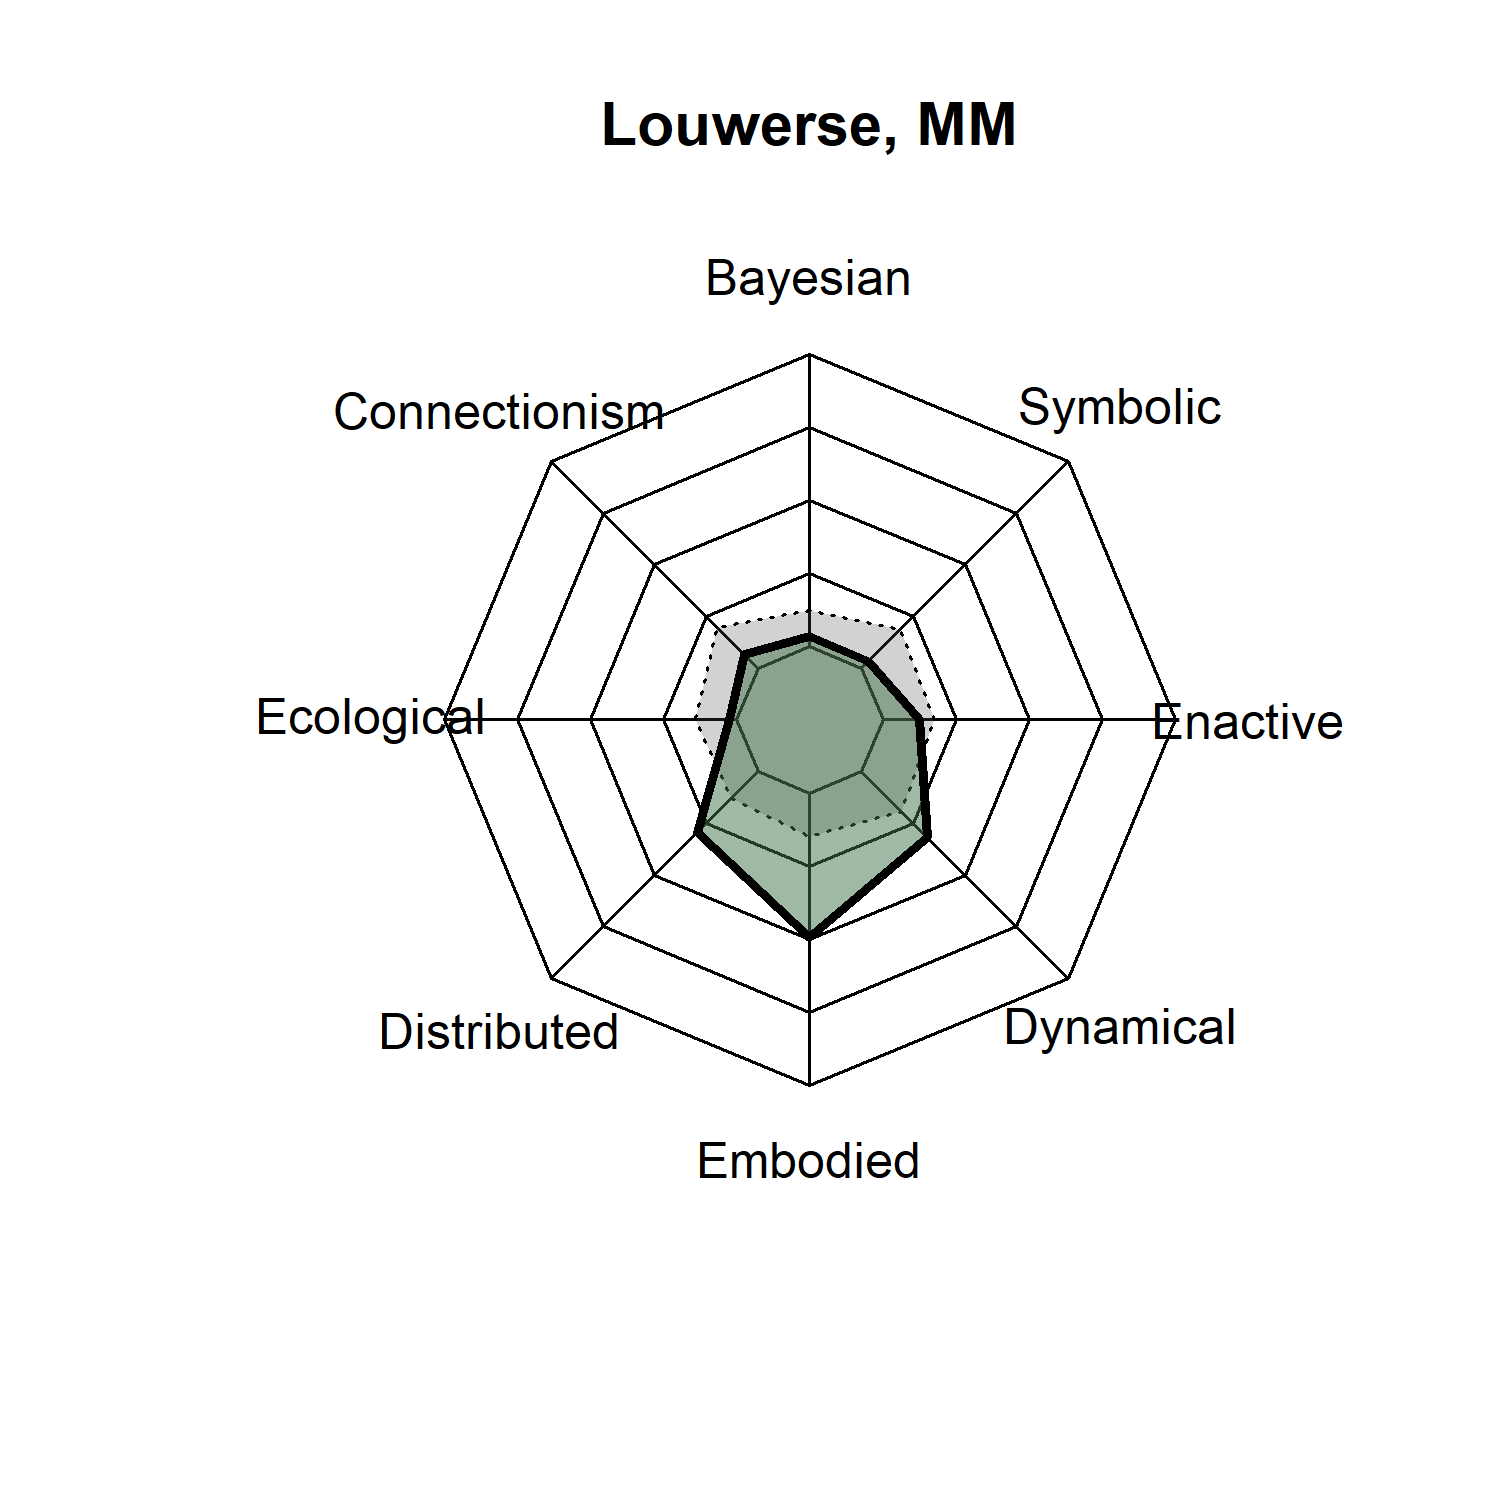 Louwerse, MM
Bayesian
Connectionism
Symbolic
Ecological
Enactive
Distributed
Dynamical
Embodied